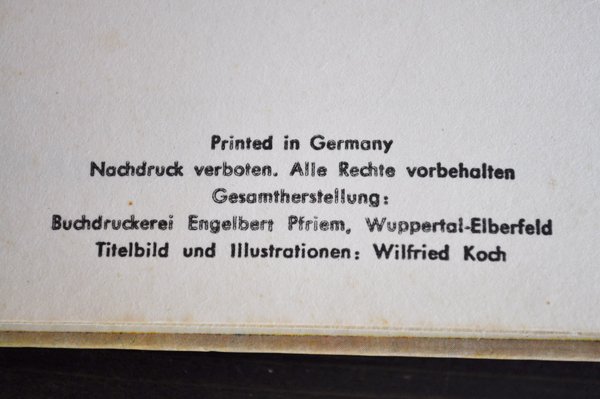 Printed in Germany
Nachdruck verboten. Alle Rechte vorbehalten
Gesamtherstellung:
Buchdruckerei Engelbert Pfriem, Wuppertal-Elberfeld
Titelbild und Illustrationen: Wilfried Koch